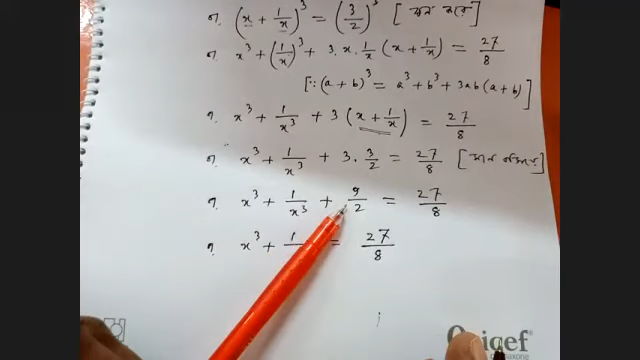 বা, (x + 1/x)³ = (3/2)³ [ঘন করে]
বা, x³ + (1/x)³ + 3·x·1/x (x + 1/x) = 27/8
[∵ (a + b)³ = a³ + b³ + 3ab(a + b)]
বা, x³ + 1/x³ + 3(x + 1/x) = 27/8
বা, x³ + 1/x³ + 3·3/2 = 27/8 [মান বসিয়ে]
বা, x³ + 1/x³ + 9/2 = 27/8
বা, x³ + 1 = 27/8